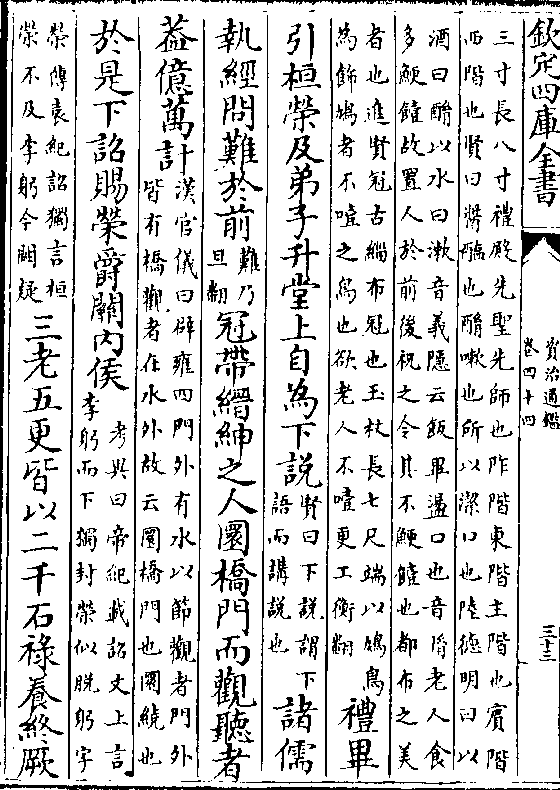 欽定四庫全書
資治通鑑
卷四十四
三十三
三寸長八寸禮殿先聖先師也阼階東階主階也賓階
西階也賢曰醬醢也酳嗽也所以潔口也陸德明曰以
酒曰酳以水曰漱音義隱云飯畢盪口也音㣧老人食
多鯁饐故置人於前後祝之令其不鯁饐也都布之美
者也進賢冠古緇布冠也玉杖長七尺端以鳩鳥
為飾鳩者不噎之鳥也欲老人不噎更工衡翻
禮畢
引桓榮及弟子升堂上自為下說
賢曰下說謂下
語而講說也
諸儒
執經問難於前
難乃
旦翻
冠帶縉紳之人圜橋門而觀聽者
蓋億萬計
漢官儀曰辟雍四門外有水以節觀者門外
皆有橋觀者在水外故云圜橋門也圜繞也
於是下詔賜榮爵關內侯
考異曰帝紀載詔文上言
李躬而下獨封榮似脫躬字
榮傳袁紀詔獨言桓
榮不及李躬今闕疑
三老五更皆以二千石祿養終厥